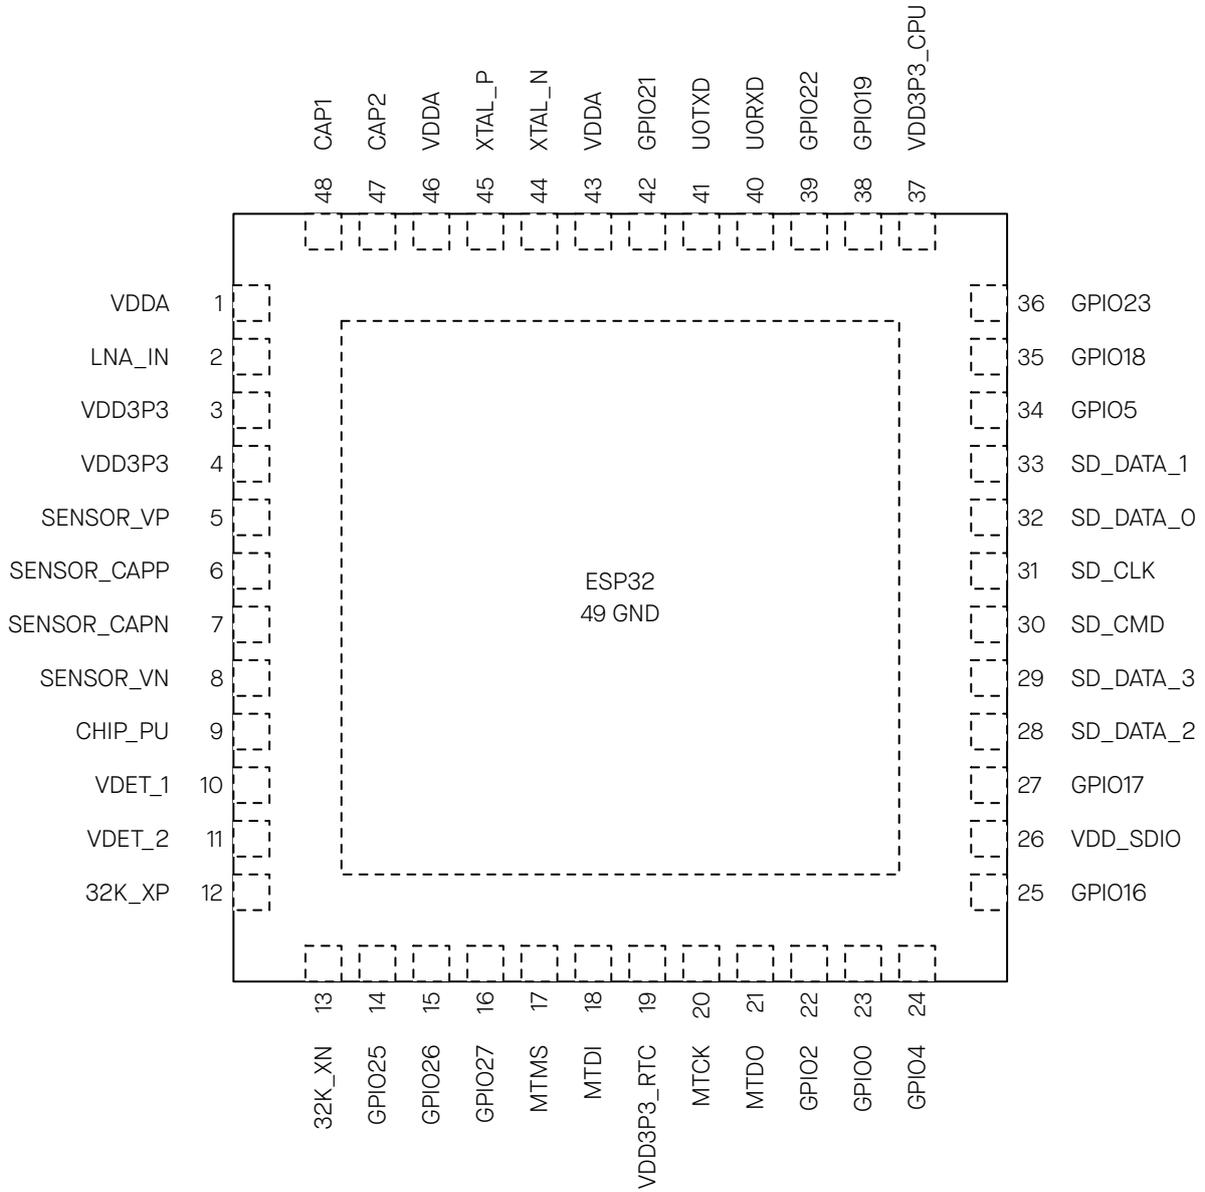 CAP1 CAP2 VDDA XTAL_P XTAL_N VDDA GPIO21 U0TXD U0RXD GPIO22 GPIO19 VDD3P3_CPU
48 47 46 45 44 43 42 41 40 39 38 37
VDDA 1 36 GPIO23
LNA_IN 2 35 GPIO18
VDD3P3 3 34 GPIO5
VDD3P3 4 33 SD_DATA_1
SENSOR_VP 5 32 SD_DATA_0
SENSOR_CAPP 6 31 SD_CLK
ESP32
49 GND
SENSOR_CAPN 7 30 SD_CMD
SENSOR_VN 8 29 SD_DATA_3
CHIP_PU 9 28 SD_DATA_2
VDET_1 10 27 GPIO17
VDET_2 11 26 VDD_SDIO
32K_XP 12 25 GPIO16
13 14 15 16 17 18 19 20 21 22 23 24
32K_XN GPIO25 GPIO26 GPIO27 MTMS MTDI VDD3P3_RTC MTCK MTDO GPIO2 GPIO0 GPIO4